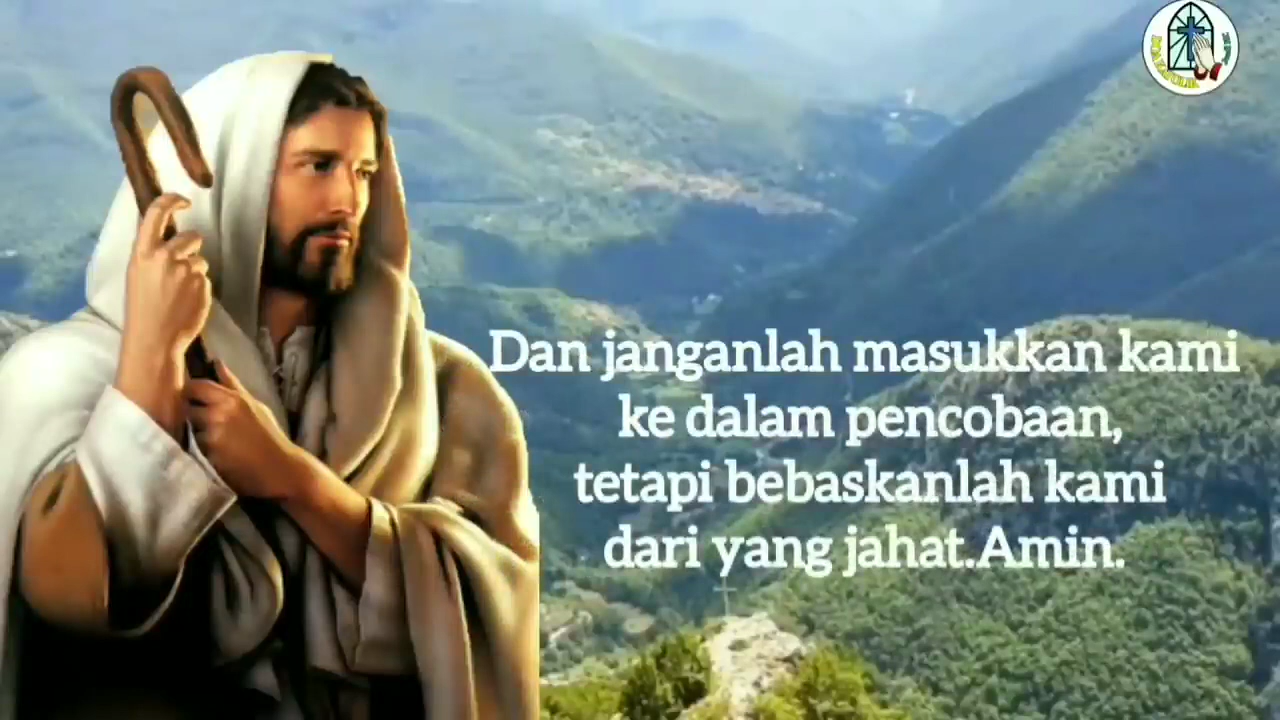 Dan janganlah masukkan kami
ke dalam pencobaan,
tetapi bebaskanlah kami
dari yang jahat.Amin.